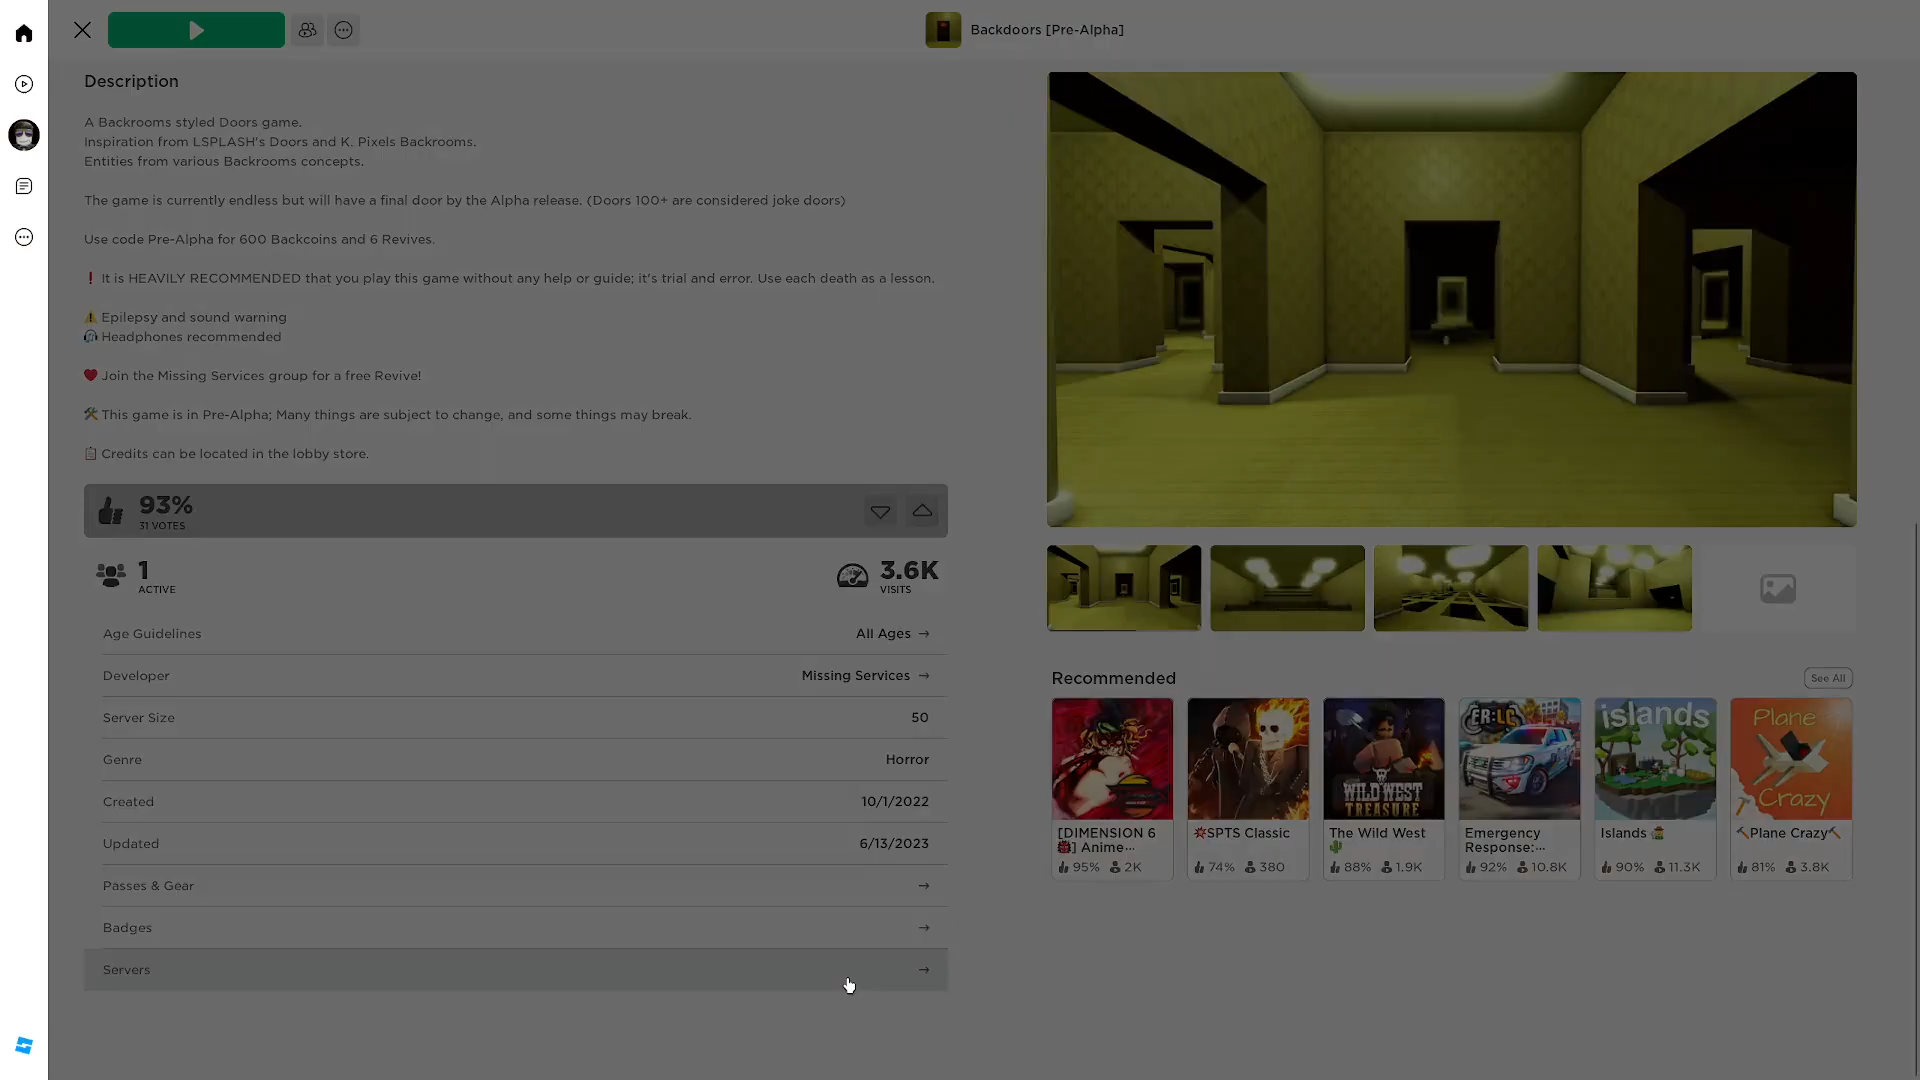 Backdoors [Pre-Alpha]
Description
A Backrooms styled Doors game.
Inspiration from LSPLASH's Doors and K. Pixels Backrooms.
Entities from various Backrooms concepts.
The game is currently endless but will have a final door by the Alpha release. (Doors 100+ are considered joke doors)
Use code Pre-Alpha for 600 Backcoins and 6 Revives.
❗ It is HEAVILY RECOMMENDED that you play this game without any help or guide; it's trial and error. Use each death as a lesson.
⚠️ Epilepsy and sound warning
🎧 Headphones recommended
❤️ Join the Missing Services group for a free Revive!
🛠️ This game is in Pre-Alpha; Many things are subject to change, and some things may break.
📋 Credits can be located in the lobby store.
93%
31 VOTES
1
ACTIVE
3.6K
VISITS
Age Guidelines All Ages →
Developer Missing Services →
Server Size 50
Genre Horror
Created 10/1/2022
Updated 6/13/2023
Passes & Gear →
Badges →
Servers →
Recommended
See All
[DIMENSION 6
👹] Anime...
95% 2K
💥SPTS Classic
74% 380
WILD WEST
TREASURE
The Wild West
🌵
88% 1.9K
ER:LC
Emergency
Response:...
92% 10.8K
islands
Islands 🤠
90% 11.3K
Plane
Crazy
🔨Plane Crazy🔨
81% 3.8K